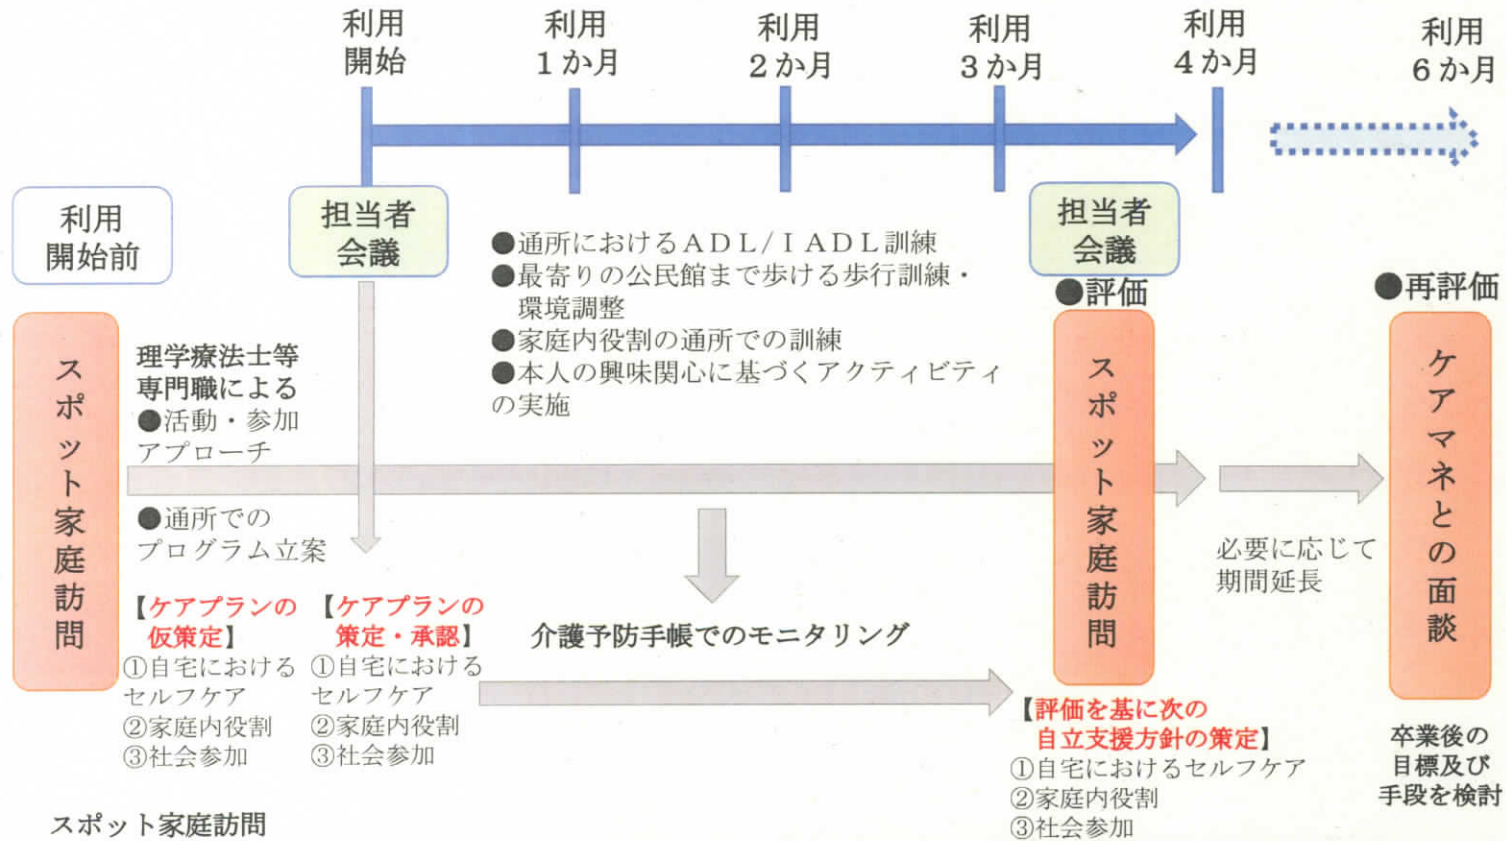 利用
開始
利用
1か月
利用
2か月
利用
3か月
利用
4か月
利用
6か月
利用
開始前
担当者
会議
担当者
会議
●通所におけるＡＤＬ/ＩＡＤＬ訓練
●最寄りの公民館まで歩ける歩行訓練・
環境調整
●家庭内役割の通所での訓練
●本人の興味関心に基づくアクティビティ
の実施
●評価
●再評価
スポット家庭訪問
理学療法士等
専門職による
●活動・参加
アプローチ
●通所での
プログラム立案
スポット家庭訪問
ケアマネとの面談
必要に応じて
期間延長
【ケアプランの
仮策定】
①自宅における
セルフケア
②家庭内役割
③社会参加
【ケアプランの
策定・承認】
①自宅における
セルフケア
②家庭内役割
③社会参加
介護予防手帳でのモニタリング
【評価を基に次の
自立支援方針の策定】
①自宅におけるセルフケア
②家庭内役割
③社会参加
卒業後の
目標及び
手段を検討
スポット家庭訪問